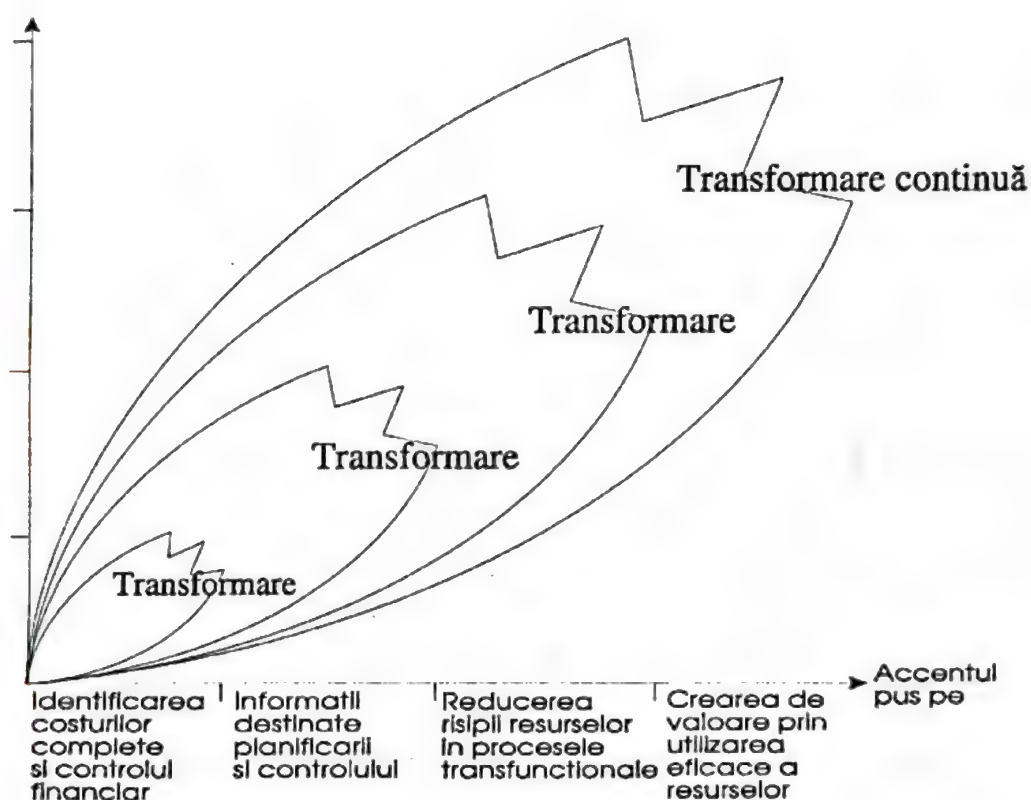 Transformare continuă
Transformare
Transformare
Transformare
Accentul
pus pe
Identificarea
costurilor
complete
si controlul
financiar
Informatii
destinate
planificarii
si controlului
Reducerea
risipii resurselor
in procesele
transfunctionale
Crearea de
valoare prin
utilizarea
eficace a
resurselor